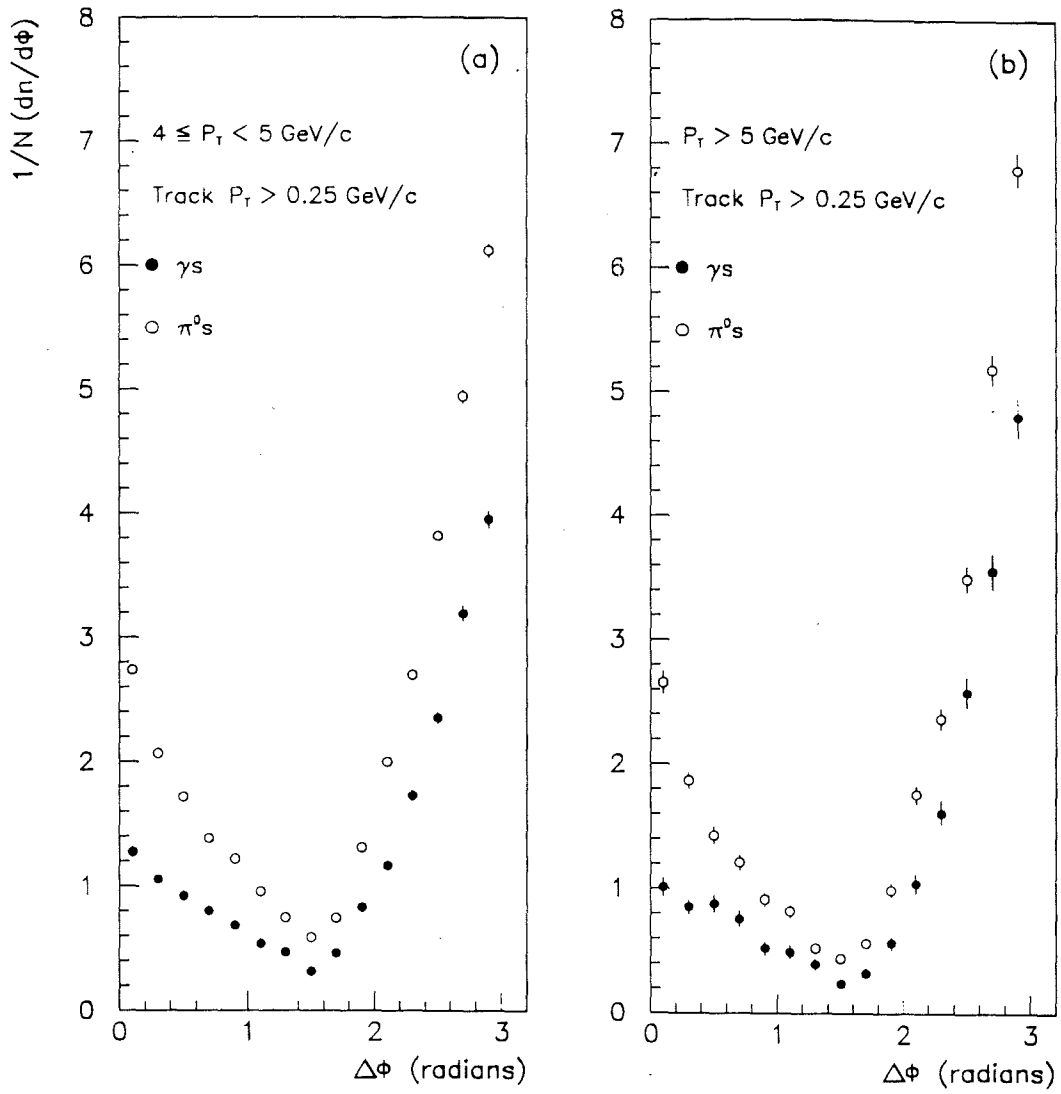 1/N (dn/dϕ)
8
7
6
5
4
3
2
1
0
(a)
4 ≦ P_T < 5 GeV/c
Track P_T > 0.25 GeV/c
γs
π⁰s
0 1 2 3
Δϕ (radians)
8
7
6
5
4
3
2
1
0
(b)
P_T > 5 GeV/c
Track P_T > 0.25 GeV/c
γs
π⁰s
0 1 2 3
Δϕ (radians)